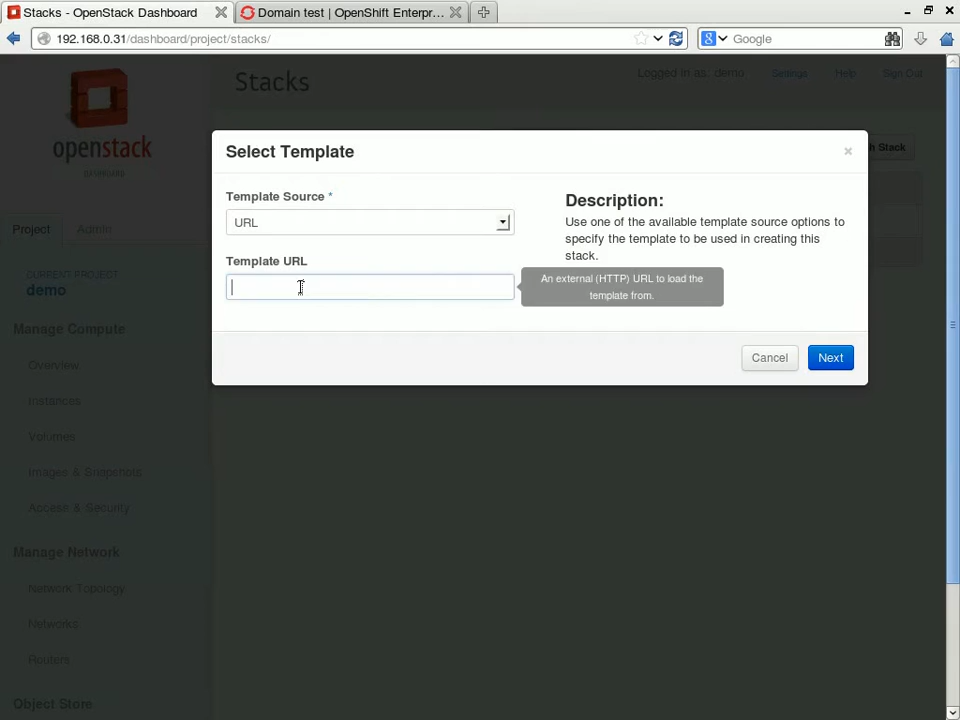 Stacks - OpenStack Dashboard
Domain test | OpenShift Enterpr...
192.168.0.31/dashboard/project/stacks/
Google
openstack
DASHBOARD
Stacks
Logged in as: demo
Settings
Help
Sign Out
h Stack
Project
Admin
CURRENT PROJECT
demo
Manage Compute
Overview
Instances
Volumes
Images & Snapshots
Access & Security
Manage Network
Network Topology
Networks
Routers
Object Store
Select Template
×
Template Source *
URL
Template URL
Description:
Use one of the available template source options to
specify the template to be used in creating this
stack.
An external (HTTP) URL to load the
template from.
Cancel
Next